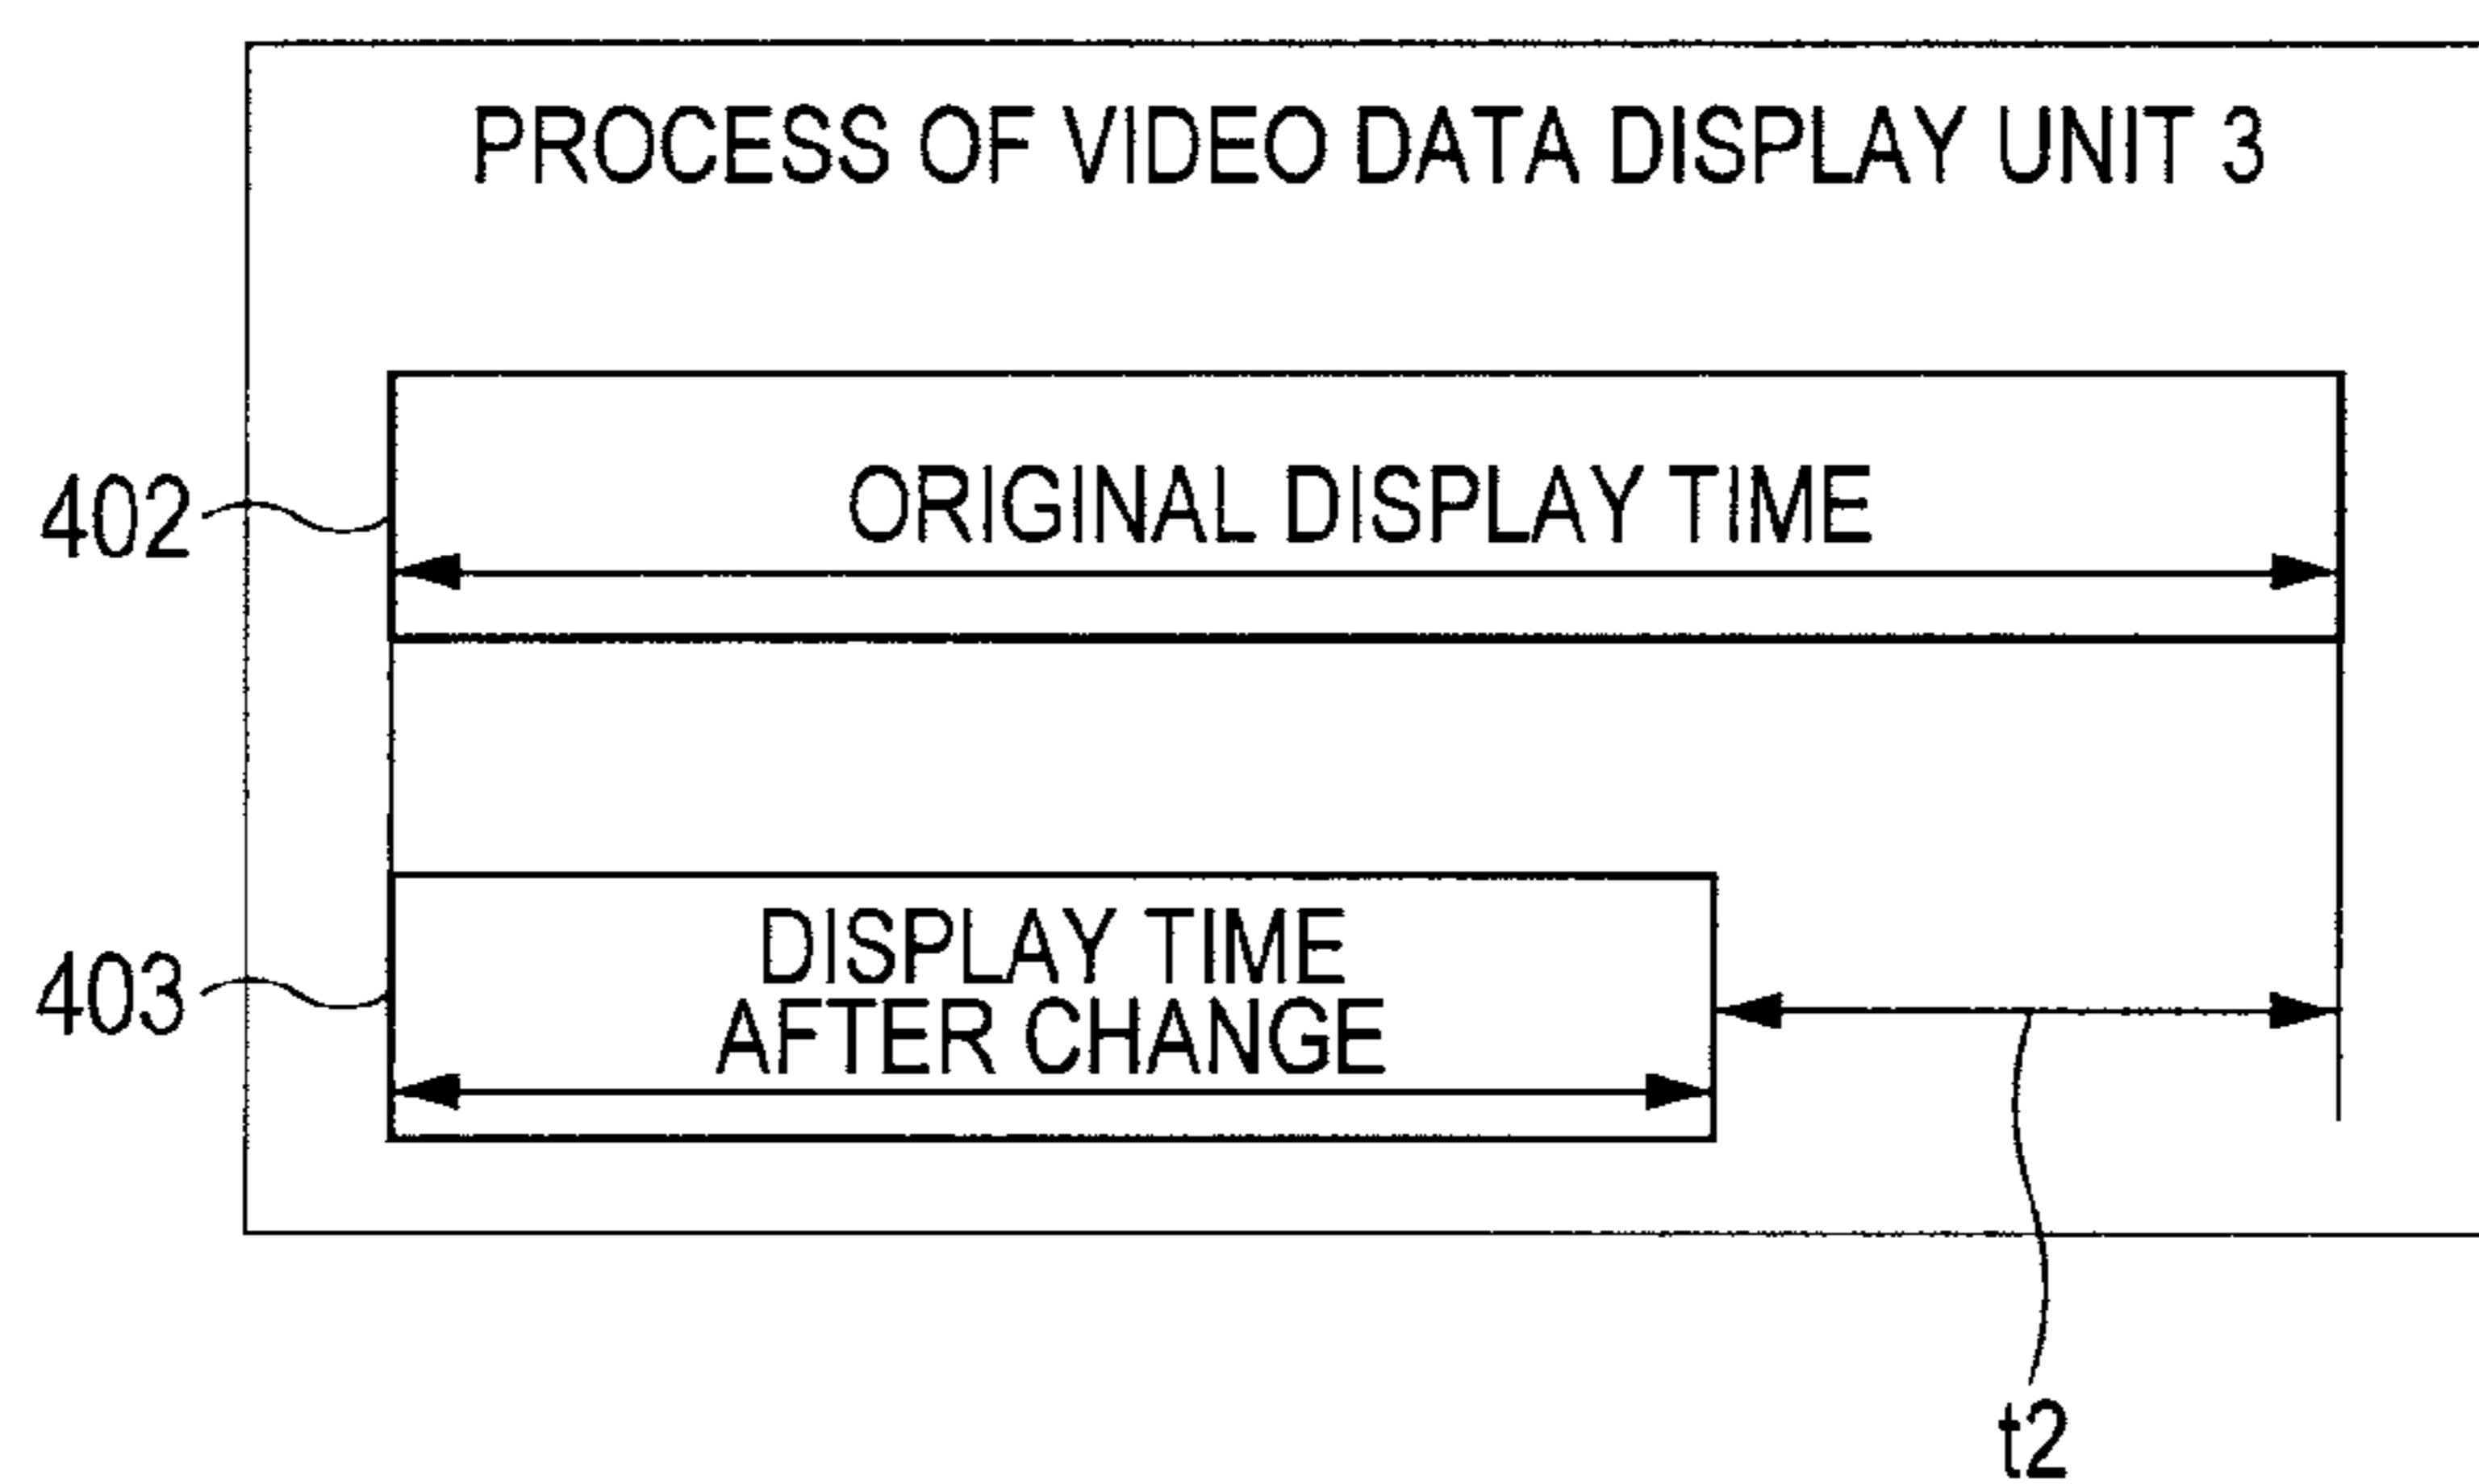 PROCESS OF VIDEO DATA DISPLAY UNIT 3
402
ORIGINAL DISPLAY TIME
403
DISPLAY TIME
AFTER CHANGE
t2